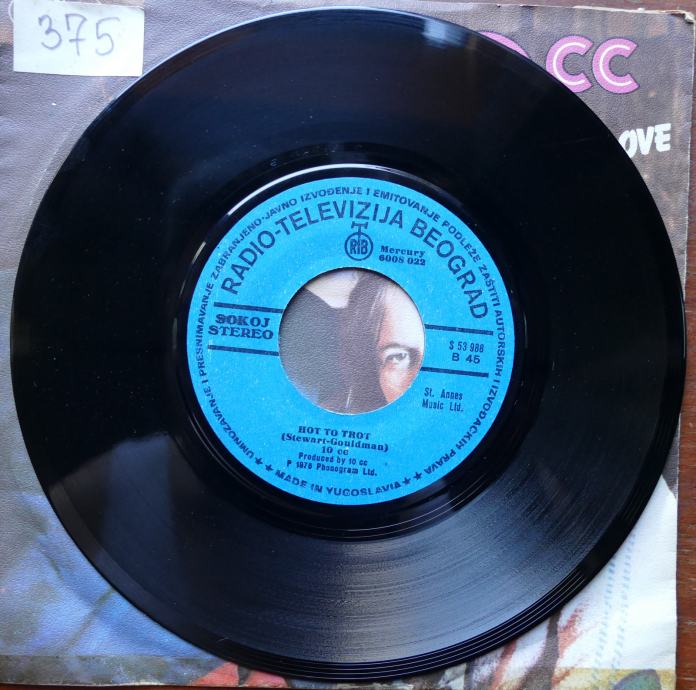 375
CC
OVE
UMNOŽAVANJE I PRESNIMAVANJE ZABRANJENO·JAVNO IZVOĐENJE I EMITOVANJE PODLEŽE ZAŠTITI AUTORSKIH I IZVOĐAČKIH PRAVA
RADIO-TELEVIZIJA BEOGRAD
RTB
Mercury
6008 022
SOKOJ
STEREO
S 53 988
B 45
St. Annes
Music Ltd.
HOT TO TROT
(Stewart-Gouldman)
10 cc
Produced by 10 cc
P 1976 Phonogram Ltd.
★★ MADE IN YUGOSLAVIA ★★